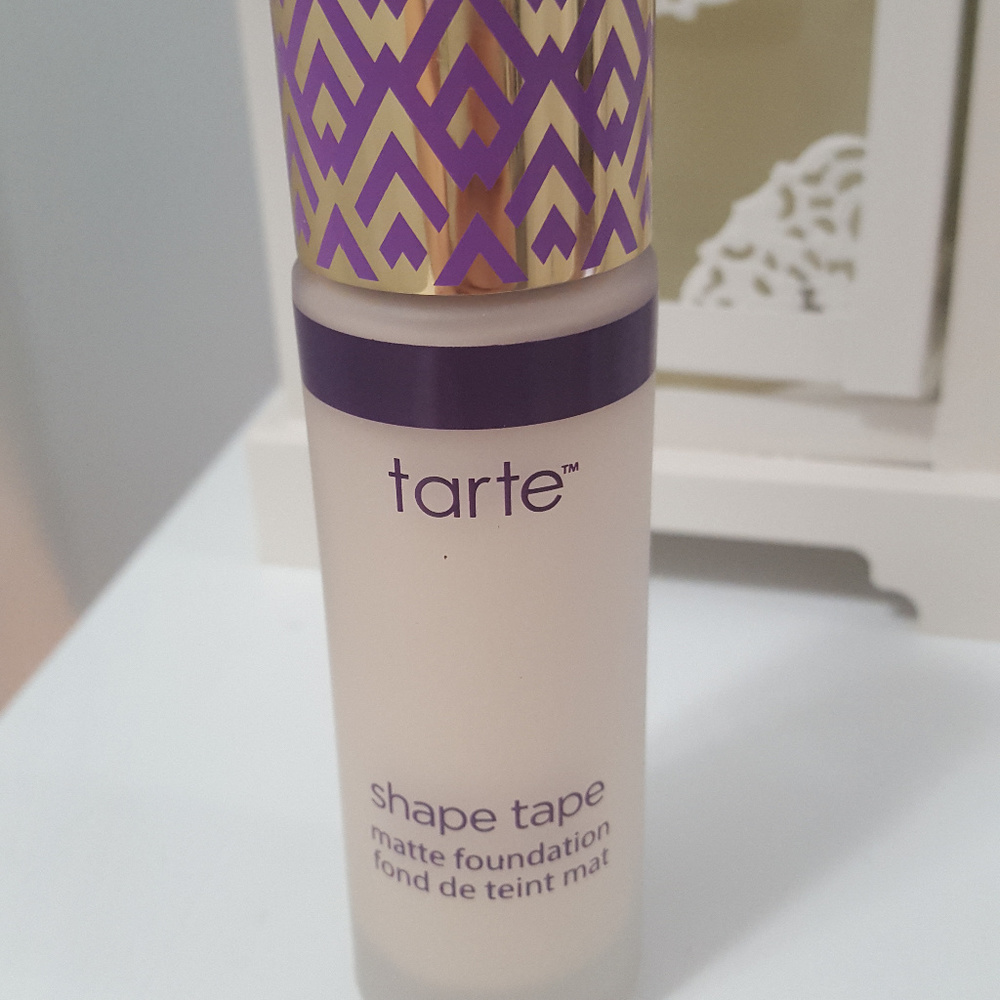 tarte™
shape tape
matte foundation
fond de teint mat